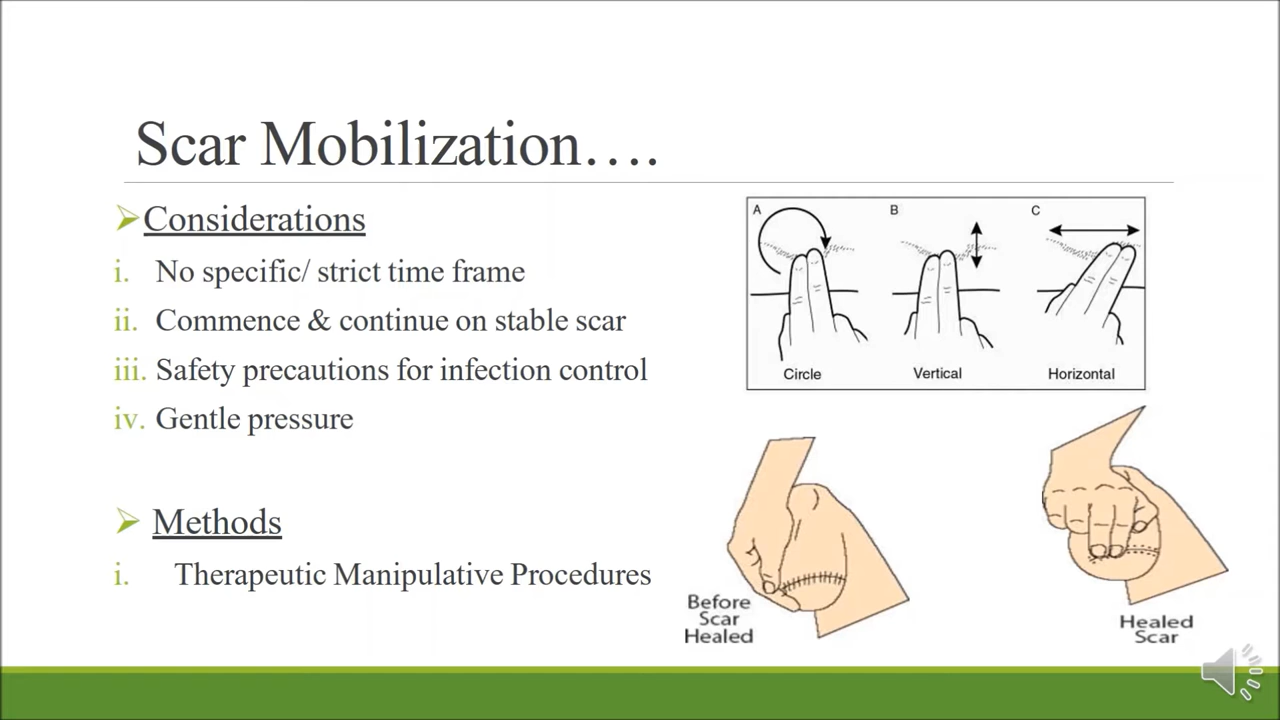 Scar Mobilization….
Considerations
i. No specific/ strict time frame
ii. Commence & continue on stable scar
iii. Safety precautions for infection control
iv. Gentle pressure
Methods
i. Therapeutic Manipulative Procedures
A B C
Circle Vertical Horizontal
Before
Scar
Healed
Healed
Scar